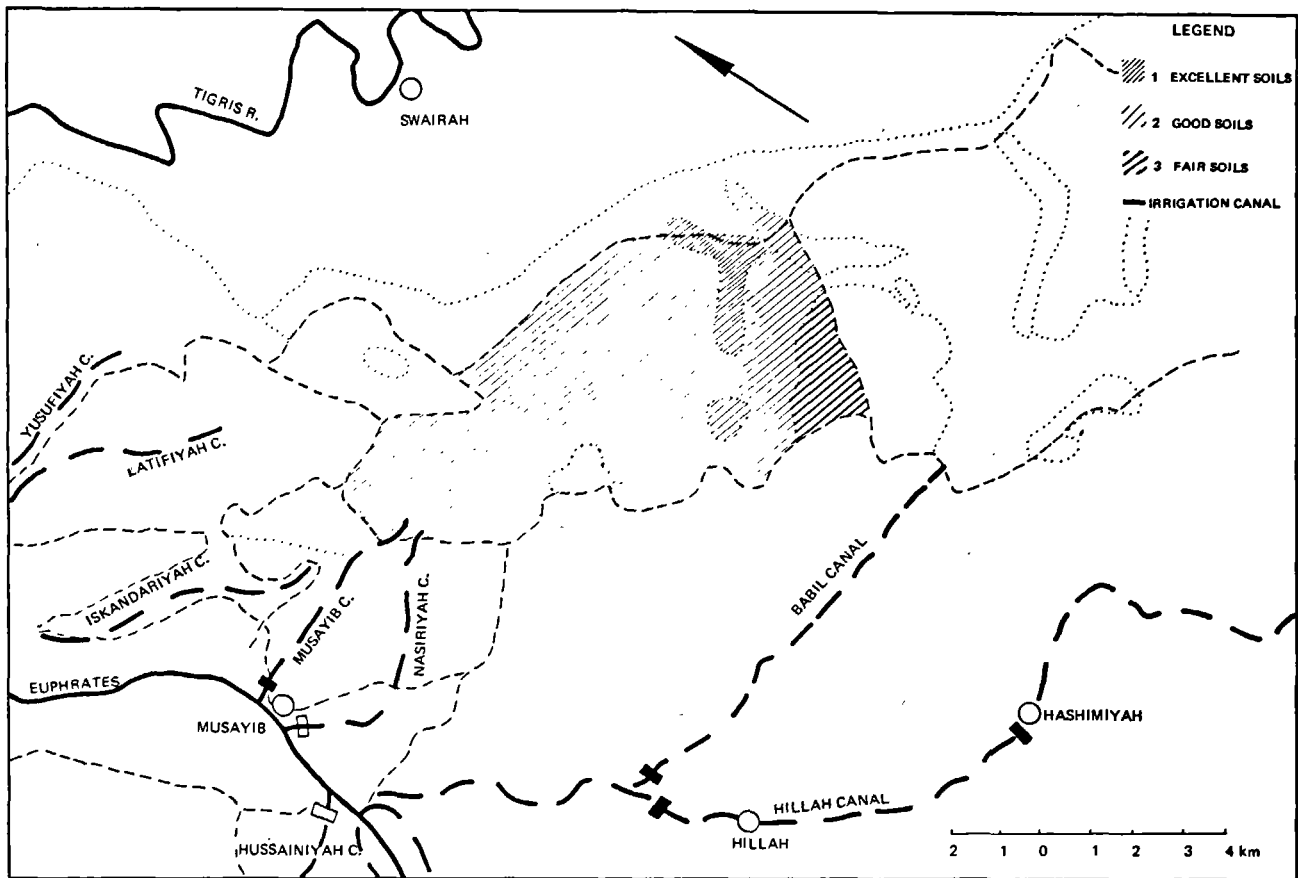 LEGEND
1 EXCELLENT SOILS
2 GOOD SOILS
3 FAIR SOILS
IRRIGATION CANAL
TIGRIS R.
SWAIRAH
YUSUFIYAH C.
LATIFIYAH C.
ISKANDARIYAH C.
MUSAYIB C.
NASIRIYAH C.
EUPHRATES
MUSAYIB
HUSSAINIYAH C.
BABIL CANAL
HASHIMIYAH
HILLAH CANAL
HILLAH
2 1 0 1 2 3 4 km